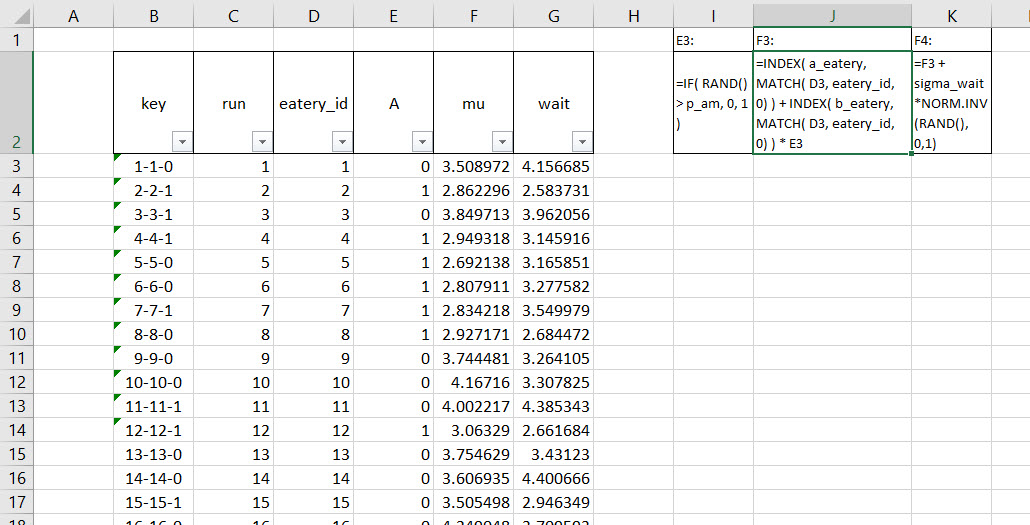 A B C D E F G H I J K
1 E3: F3: F4:
2 key run eatery_id A mu wait
=IF( RAND()
> p_am, 0, 1
)
=INDEX( a_eatery,
MATCH( D3, eatery_id,
0) ) + INDEX( b_eatery,
MATCH( D3, eatery_id,
0) ) * E3
=F3 +
sigma_wait
*NORM.INV
(RAND(),
0,1)
3 1-1-0 1 1 0 3.508972 4.156685
4 2-2-1 2 2 1 2.862296 2.583731
5 3-3-1 3 3 0 3.849713 3.962056
6 4-4-1 4 4 1 2.949318 3.145916
7 5-5-0 5 5 1 2.692138 3.165851
8 6-6-0 6 6 1 2.807911 3.277582
9 7-7-1 7 7 1 2.834218 3.549979
10 8-8-0 8 8 1 2.927171 2.684472
11 9-9-0 9 9 0 3.744481 3.264105
12 10-10-0 10 10 0 4.16716 3.307825
13 11-11-1 11 11 0 4.002217 4.385343
14 12-12-1 12 12 1 3.06329 2.661684
15 13-13-0 13 13 0 3.754629 3.43123
16 14-14-0 14 14 0 3.606935 4.400666
17 15-15-1 15 15 0 3.505498 2.946349